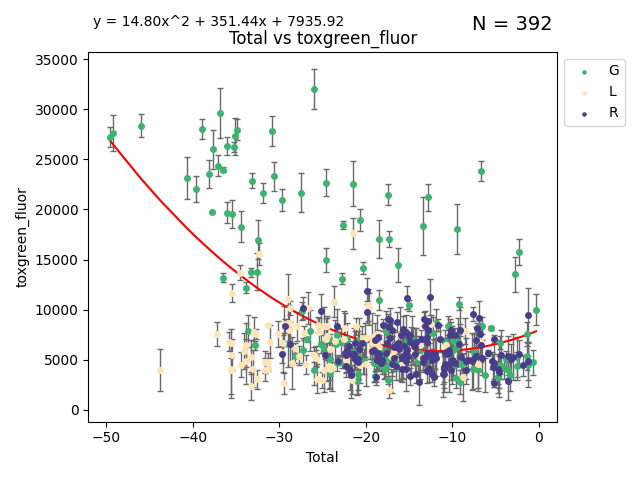 y = 14.80x^2 + 351.44x + 7935.92
N = 392
Total vs toxgreen_fluor
35000
30000
25000
20000
15000
10000
5000
0
toxgreen_fluor
−50
−40
−30
−20
−10
0
Total
G
L
R